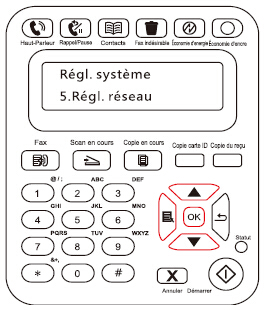 Haut-Parleur Rappel/Pause Contacts Fax indésirable Économie d'énergie Économie d'encre
Régl. système
5.Régl. réseau
Fax Scan en cours Copie en cours Copie carte ID Copie du reçu
@ / ; ABC DEF
1 2 3
GHI JKL MNO
4 5 6
OK
PQRS TUV WXYZ
7 8 9
Statut
&+,
* 0 #
X
Annuler Démarrer